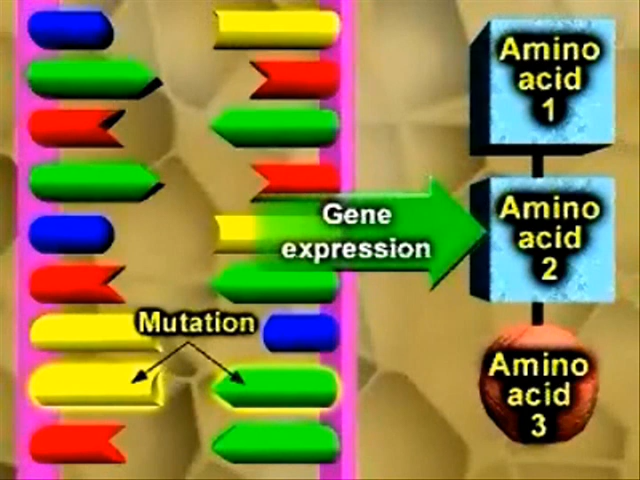 Amino
acid
1
Gene
expression
Amino
acid
2
Mutation
Amino
acid
3